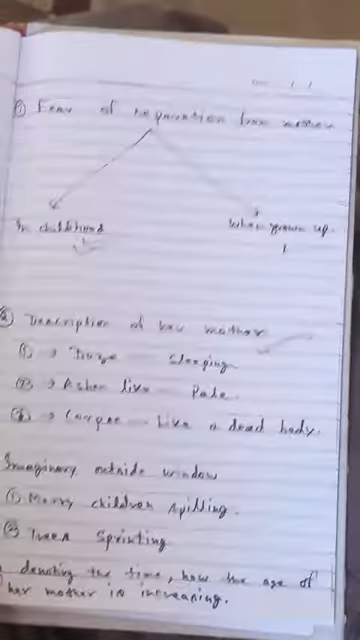 ① Fear of separation from mother
In childhood
When grown up
② Description of her mother
① → Doze — Sleeping
② → Ashen like — Pale.
③ → Corpse — Like a dead body.
Imaginary outside window
① Merry children spilling.
② Trees Sprinting
denoting the time, how the age of
her mother is increasing.